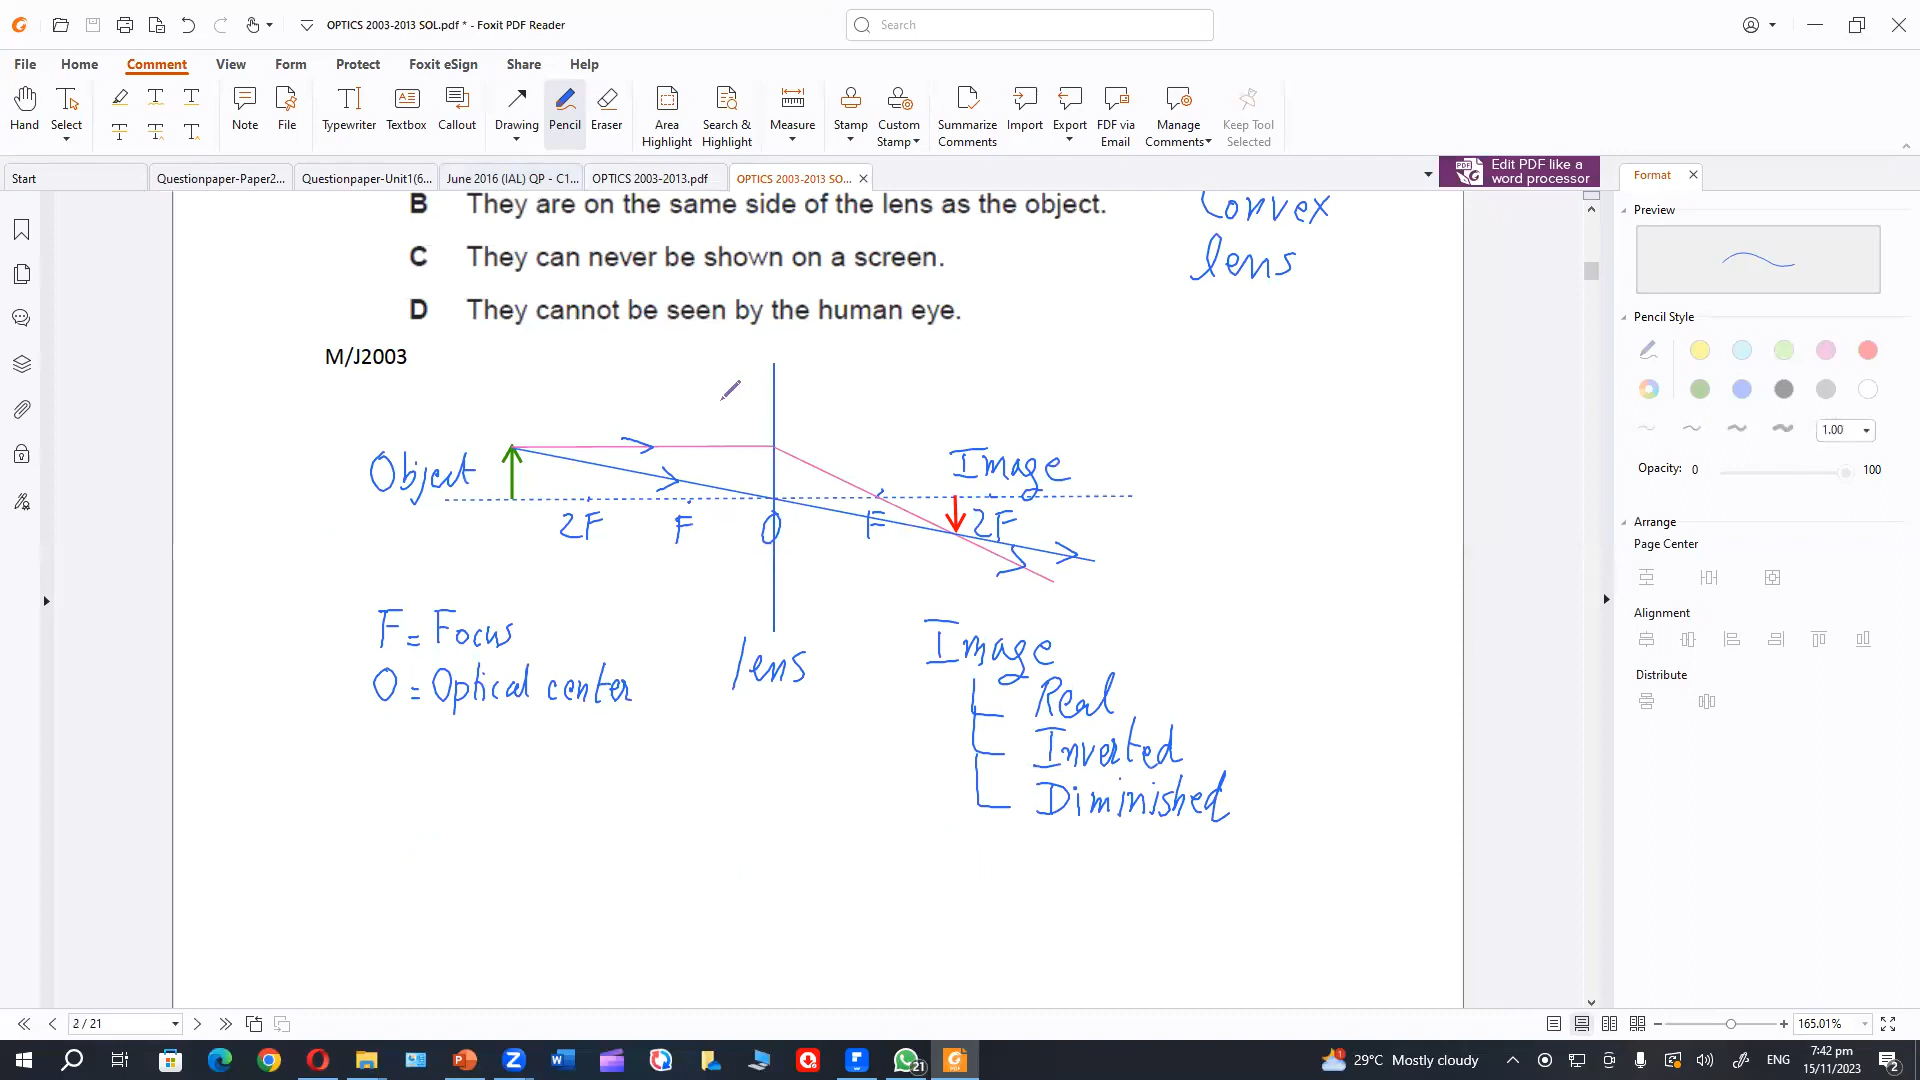 OPTICS 2003-2013 SOL.pdf * - Foxit PDF Reader
Search
File Home Comment View Form Protect Foxit eSign Share Help
Hand Select Note File Typewriter Textbox Callout Drawing Pencil Eraser Area Highlight Search & Highlight Measure Stamp Custom Stamp Summarize Comments Import Export FDF via Email Manage Comments Keep Tool Selected
Start Questionpaper-Paper2... Questionpaper-Unit1(6... June 2016 (IAL) QP - C1... OPTICS 2003-2013.pdf OPTICS 2003-2013 SO...
Edit PDF like a
word processor
Format
Preview
Pencil Style
1.00
Opacity: 0 100
Arrange
Page Center
Alignment
Distribute
B They are on the same side of the lens as the object.
Convex
C They can never be shown on a screen.
lens
D They cannot be seen by the human eye.
M/J2003
Object
Image
2F F O F 2F
F = Focus
O = Optical center
lens
Image
Real
Inverted
Diminished
2 / 21
165.01%
21
29°C Mostly cloudy
ENG
7:42 pm
15/11/2023
2